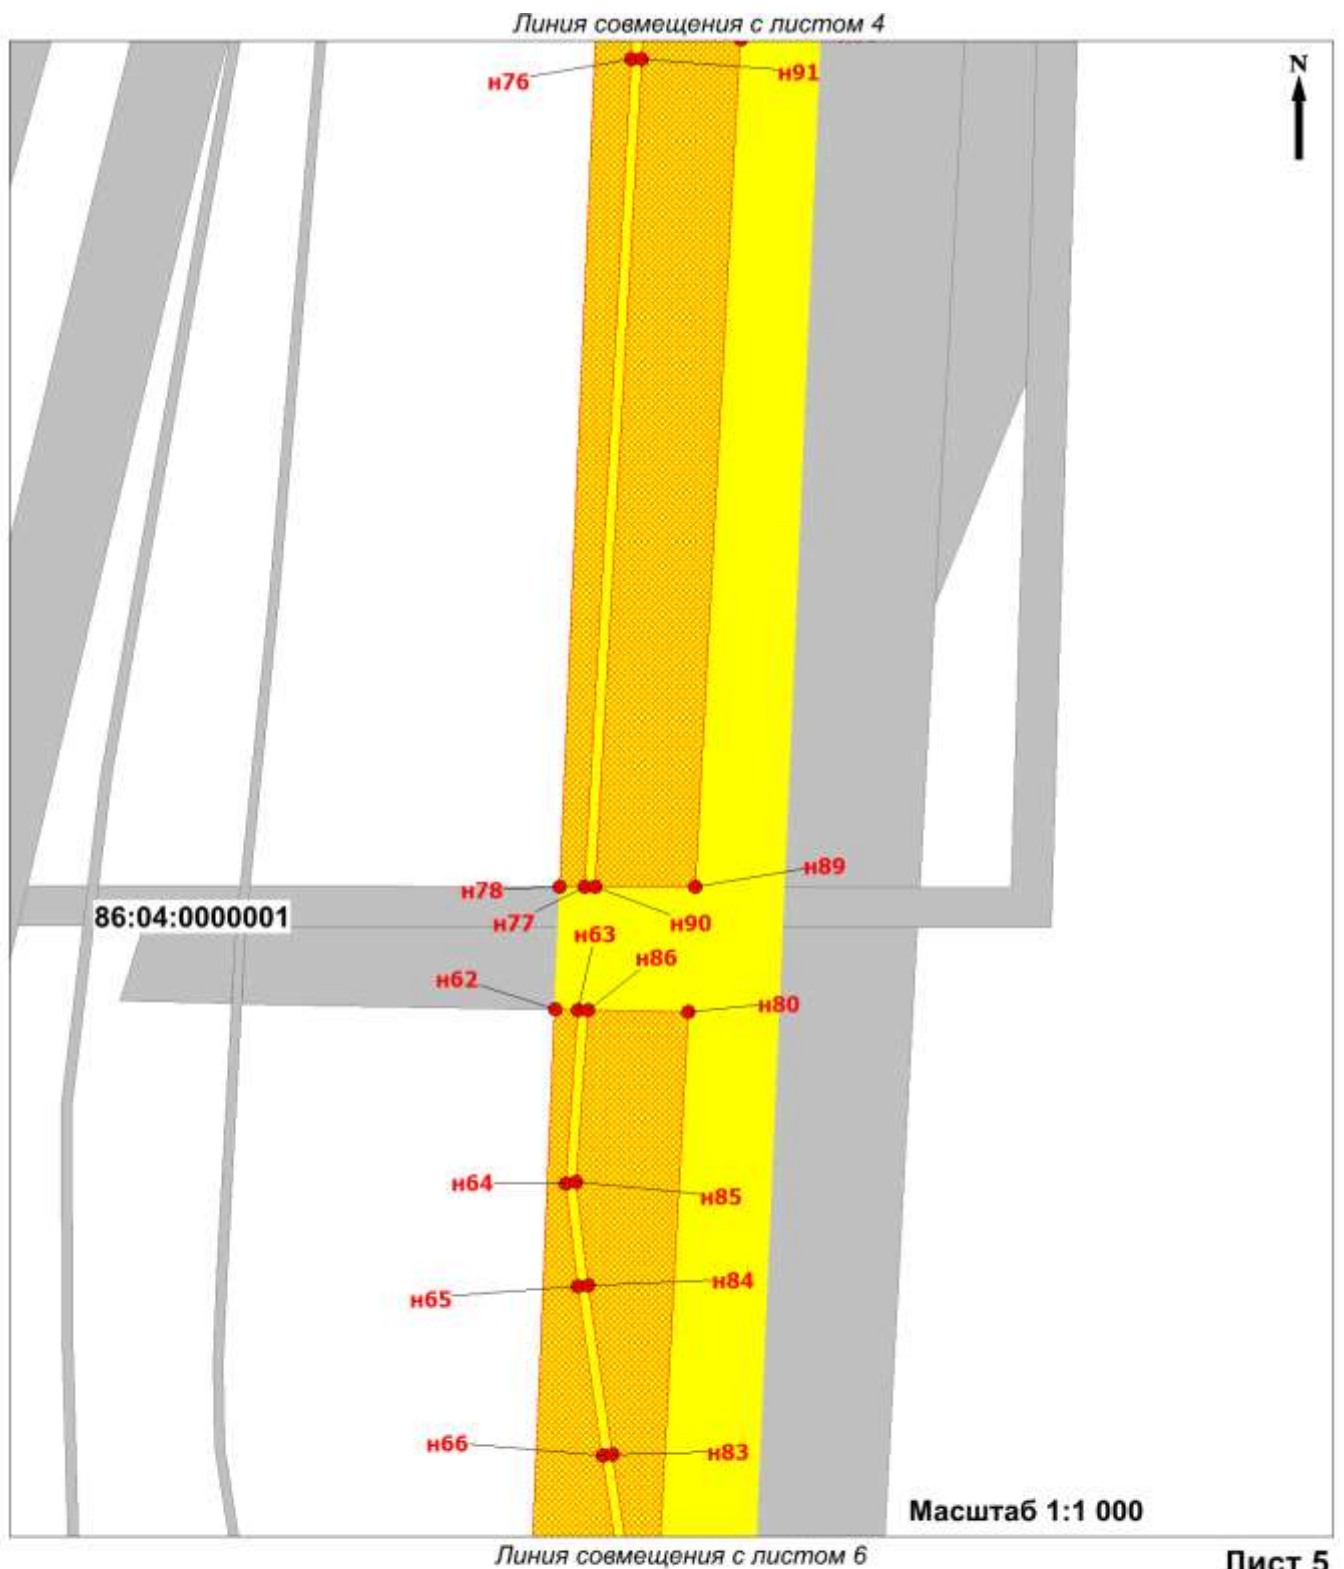 Линия совмещения с листом 4
N
н76
н91
н89
н78
86:04:0000001
н77
н90
н63
н86
н62
н80
н64
н85
н84
н65
н66
н83
Масштаб 1:1 000
Линия совмещения с листом 6
Лист 5